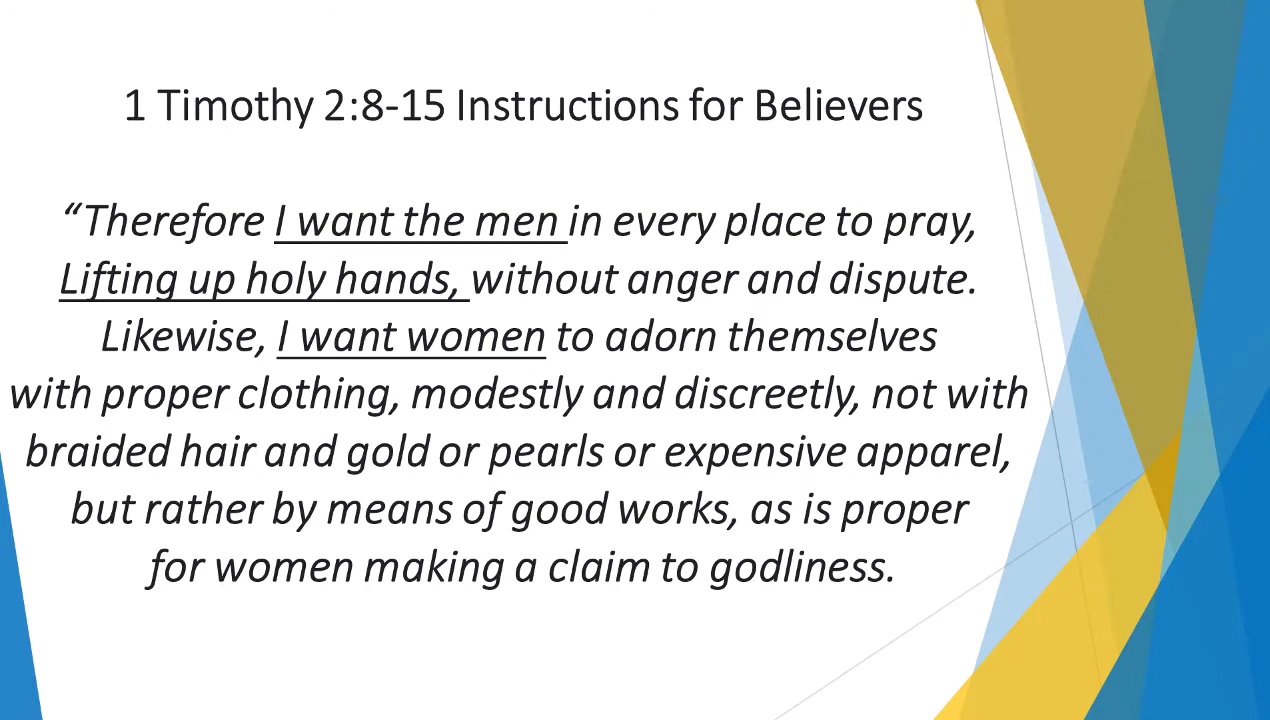 1 Timothy 2:8-15 Instructions for Believers
“Therefore I want the men in every place to pray,
Lifting up holy hands, without anger and dispute.
Likewise, I want women to adorn themselves
with proper clothing, modestly and discreetly, not with
braided hair and gold or pearls or expensive apparel,
but rather by means of good works, as is proper
for women making a claim to godliness.